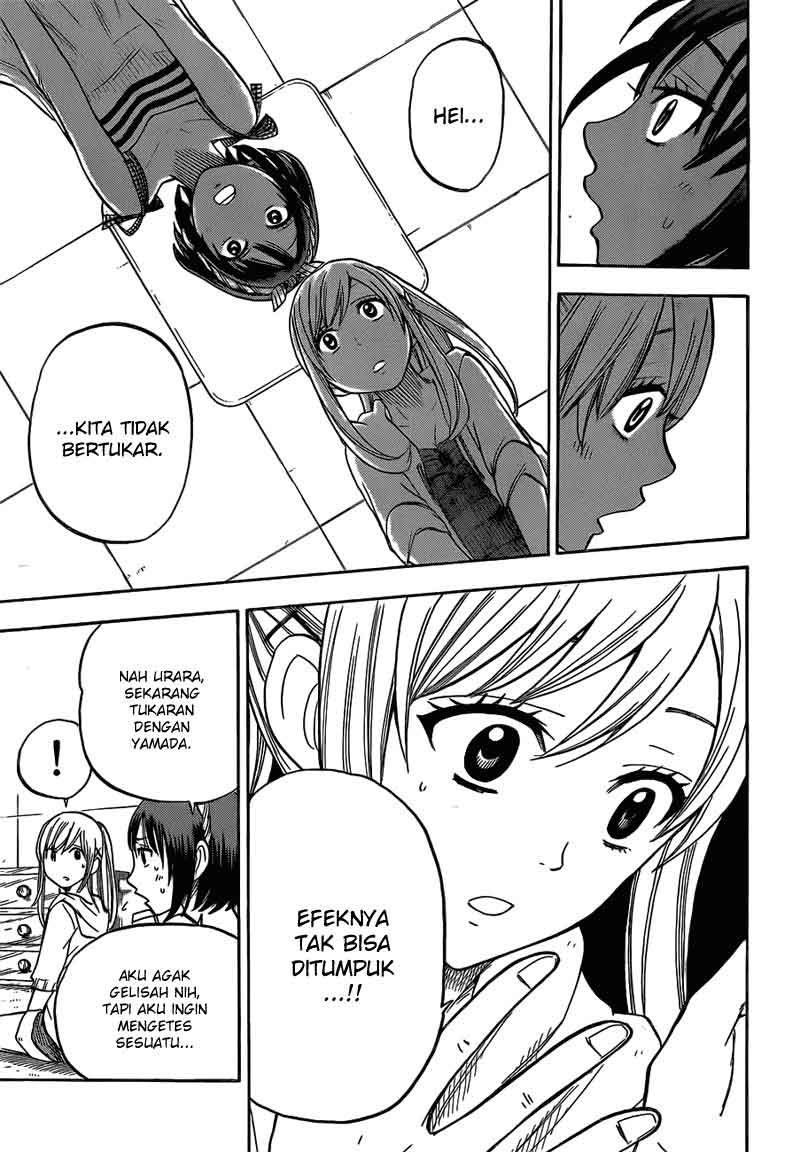 HEI...
...KITA TIDAK
BERTUKAR.
EFEKNYA
TAK BISA
DITUMPUK
...!!
NAH URARA,
SEKARANG
TUKARAN
DENGAN
YAMADA.
!
AKU AGAK
GELISAH NIH,
TAPI AKU INGIN
MENGETES
SESUATU...